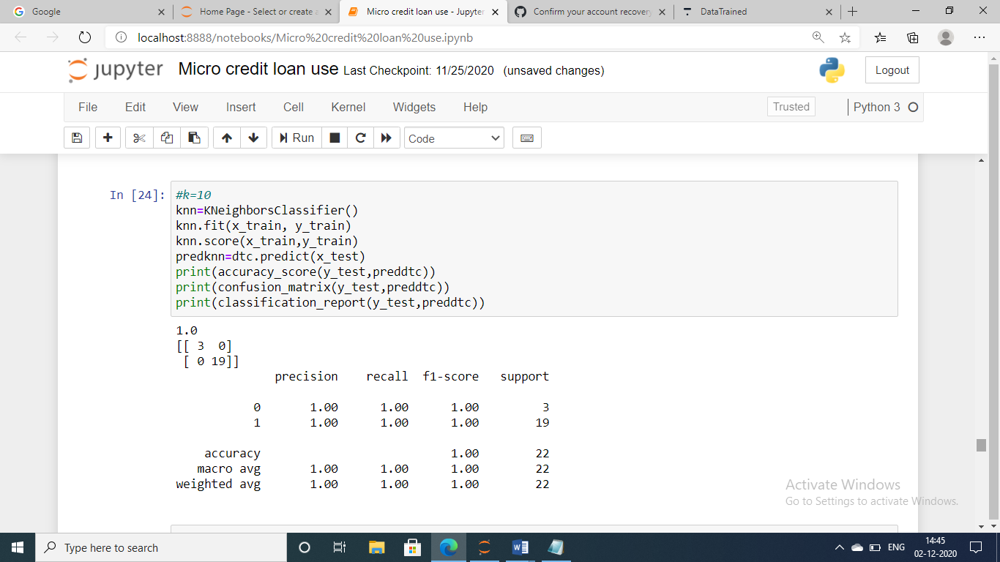 Google
Home Page - Select or create a
Micro credit loan use - Jupyter
Confirm your account recovery
DataTrained
localhost:8888/notebooks/Micro%20credit%20loan%20use.ipynb
jupyter Micro credit loan use Last Checkpoint: 11/25/2020 (unsaved changes)
Logout
File Edit View Insert Cell Kernel Widgets Help
Trusted
Python 3
Run
Code
In [24]:
#k=10
knn=KNeighborsClassifier()
knn.fit(x_train, y_train)
knn.score(x_train,y_train)
predknn=dtc.predict(x_test)
print(accuracy_score(y_test,preddtc))
print(confusion_matrix(y_test,preddtc))
print(classification_report(y_test,preddtc))
1.0
[[ 3  0]
 [ 0 19]]
precision recall f1-score support
0 1.00 1.00 1.00 3
1 1.00 1.00 1.00 19
accuracy 1.00 22
macro avg 1.00 1.00 1.00 22
weighted avg 1.00 1.00 1.00 22
Activate Windows
Go to Settings to activate Windows.
Type here to search
ENG
14:45
02-12-2020